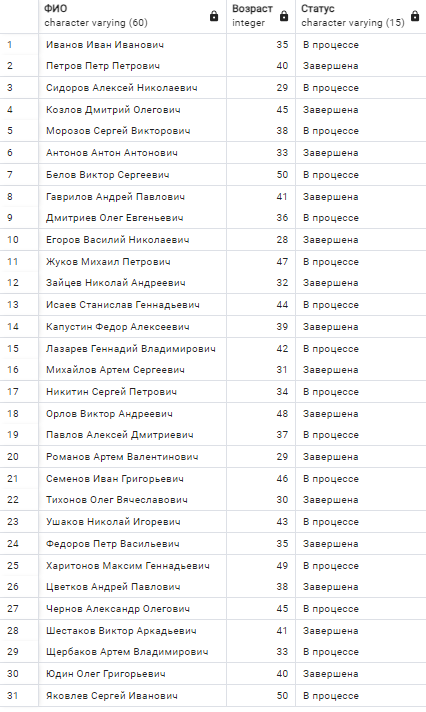 ФИО Возраст Статус
character varying (60) integer character varying (15)
1 Иванов Иван Иванович 35 В процессе
2 Петров Петр Петрович 40 Завершена
3 Сидоров Алексей Николаевич 29 В процессе
4 Козлов Дмитрий Олегович 45 Завершена
5 Морозов Сергей Викторович 38 В процессе
6 Антонов Антон Антонович 33 Завершена
7 Белов Виктор Сергеевич 50 В процессе
8 Гаврилов Андрей Павлович 41 Завершена
9 Дмитриев Олег Евгеньевич 36 В процессе
10 Егоров Василий Николаевич 28 Завершена
11 Жуков Михаил Петрович 47 В процессе
12 Зайцев Николай Андреевич 32 Завершена
13 Исаев Станислав Геннадьевич 44 В процессе
14 Капустин Федор Алексеевич 39 Завершена
15 Лазарев Геннадий Владимирович 42 В процессе
16 Михайлов Артем Сергеевич 31 Завершена
17 Никитин Сергей Петрович 34 В процессе
18 Орлов Виктор Андреевич 48 Завершена
19 Павлов Алексей Дмитриевич 37 В процессе
20 Романов Артем Валентинович 29 Завершена
21 Семенов Иван Григорьевич 46 В процессе
22 Тихонов Олег Вячеславович 30 Завершена
23 Ушаков Николай Игоревич 43 В процессе
24 Федоров Петр Васильевич 35 Завершена
25 Харитонов Максим Геннадьевич 49 В процессе
26 Цветков Андрей Павлович 38 Завершена
27 Чернов Александр Олегович 45 В процессе
28 Шестаков Виктор Аркадьевич 41 Завершена
29 Щербаков Артем Владимирович 33 В процессе
30 Юдин Олег Григорьевич 40 Завершена
31 Яковлев Сергей Иванович 50 В процессе